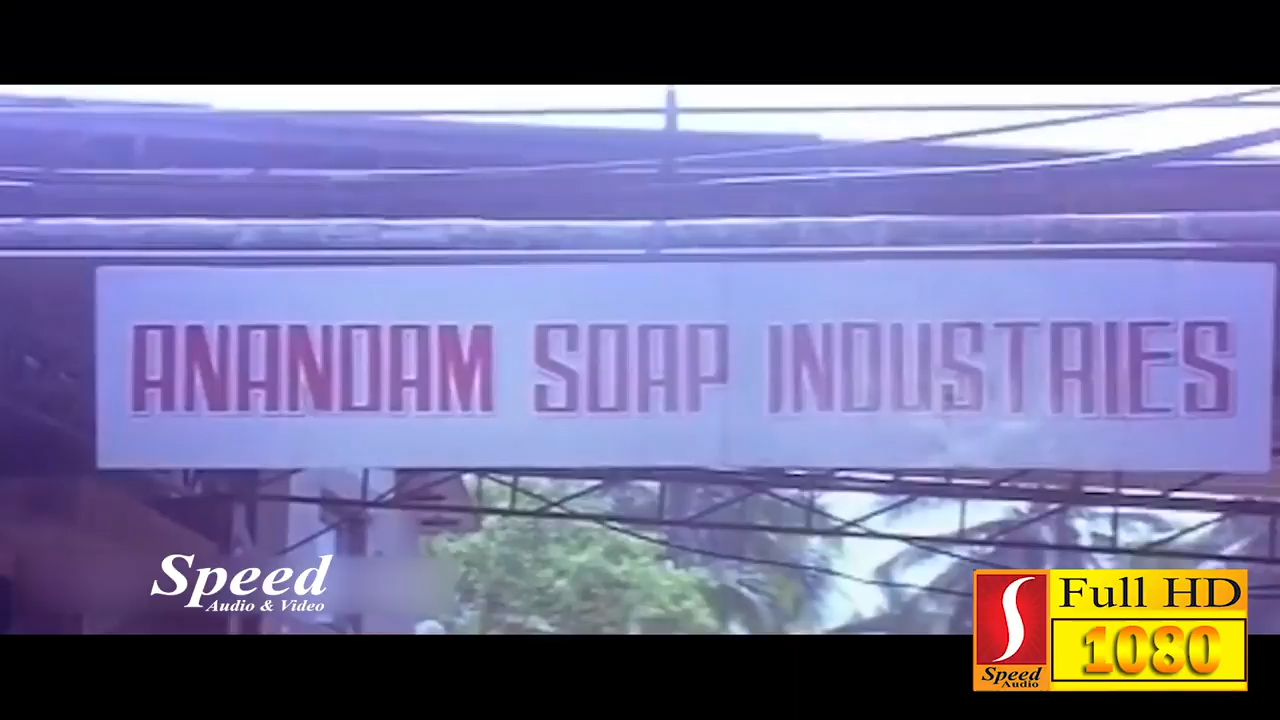 ANANDAM SOAP INDUSTRIES
Speed
Audio & Video
Full HD
1080
S
Speed
Audio